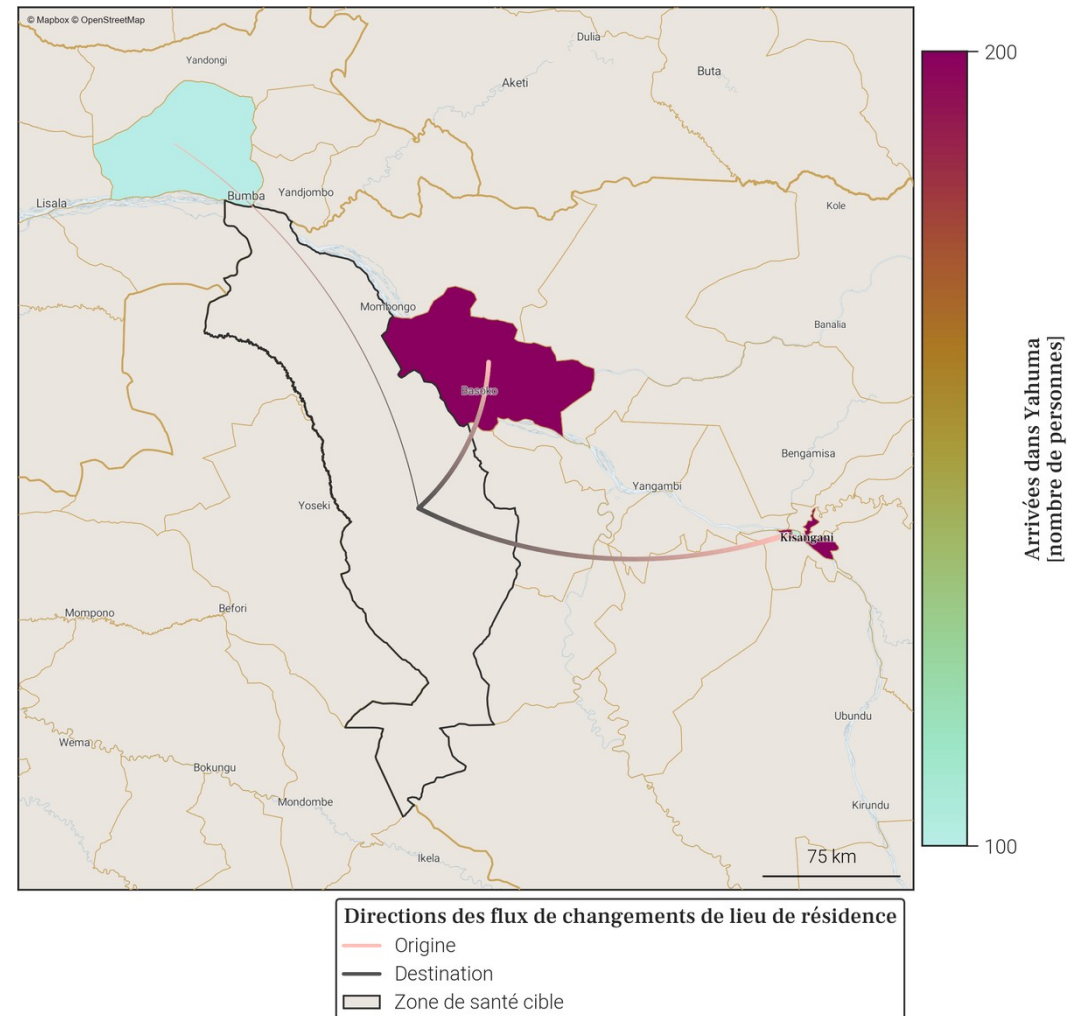 © Mapbox © OpenStreetMap
Dulia
Yandongi
Buta
Aketi
Bumba
Yandjombo
Lisala
Kole
Mombongo
Banalia
Basoko
Bengamisa
Yangambi
Yoseki
Kisangani
Mompono
Befori
Ubundu
Wema
Bokungu
Mondombe
Kirundu
Ikela
75 km
200
100
Arrivées dans Yahuma
[nombre de personnes]
Directions des flux de changements de lieu de résidence
Origine
Destination
Zone de santé cible